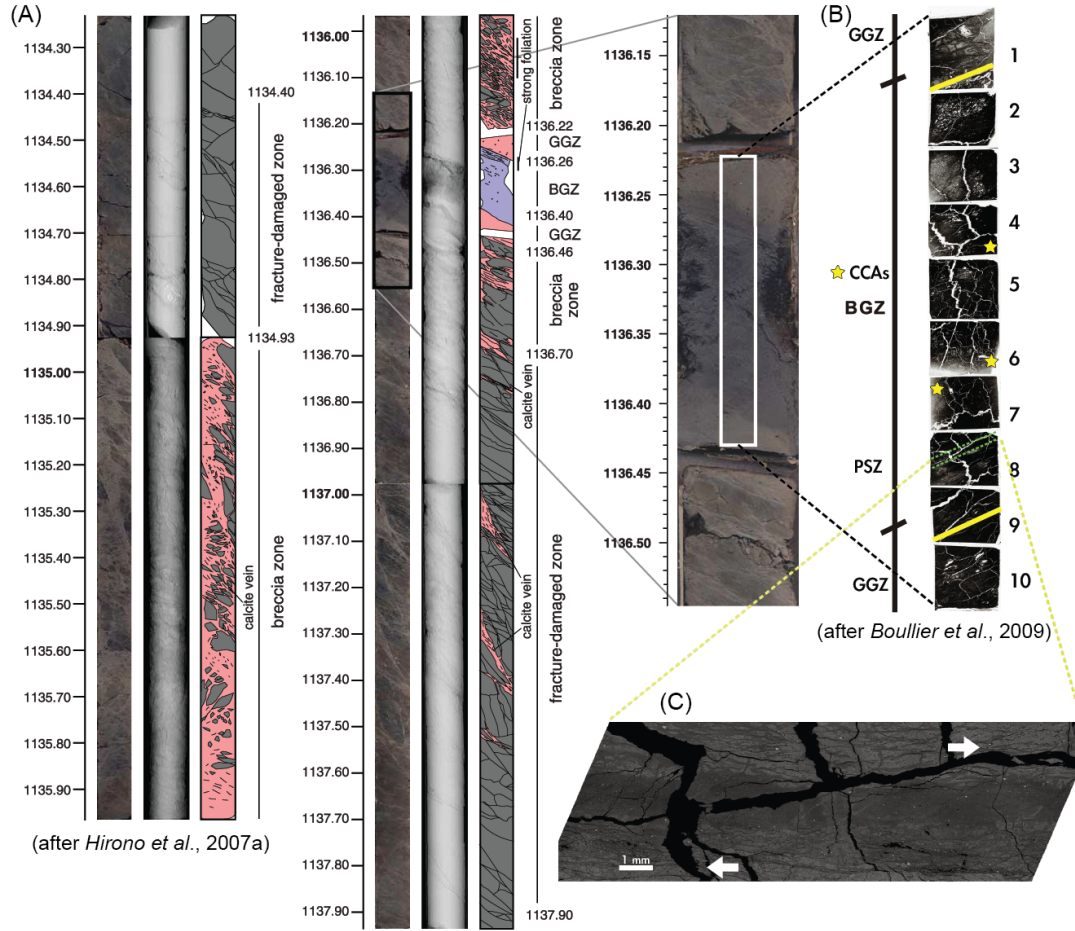 (A)
1134.30
1134.40
1134.50
1134.60
1134.70
1134.80
1134.90
1135.00
1135.10
1135.20
1135.30
1135.40
1135.50
1135.60
1135.70
1135.80
1135.90
1134.40
fracture-damaged zone
1134.93
calcite vein
breccia zone
(after Hirono et al., 2007a)
1136.00
1136.10
1136.20
1136.30
1136.40
1136.50
1136.60
1136.70
1136.80
1136.90
1137.00
1137.10
1137.20
1137.30
1137.40
1137.50
1137.60
1137.70
1137.80
1137.90
strong foliation
breccia zone
1136.22
GGZ
1136.26
BGZ
1136.40
GGZ
1136.46
breccia
zone
1136.70
calcite vein
calcite vein
fracture-damaged zone
1137.90
1136.20
1136.25
1136.30
1136.35
1136.40
1136.45
1136.50
(B)
GGZ
CCAs
BGZ
PSZ
GGZ
1
2
3
4
5
6
7
8
9
10
(after Boullier et al., 2009)
(C)
1 mm